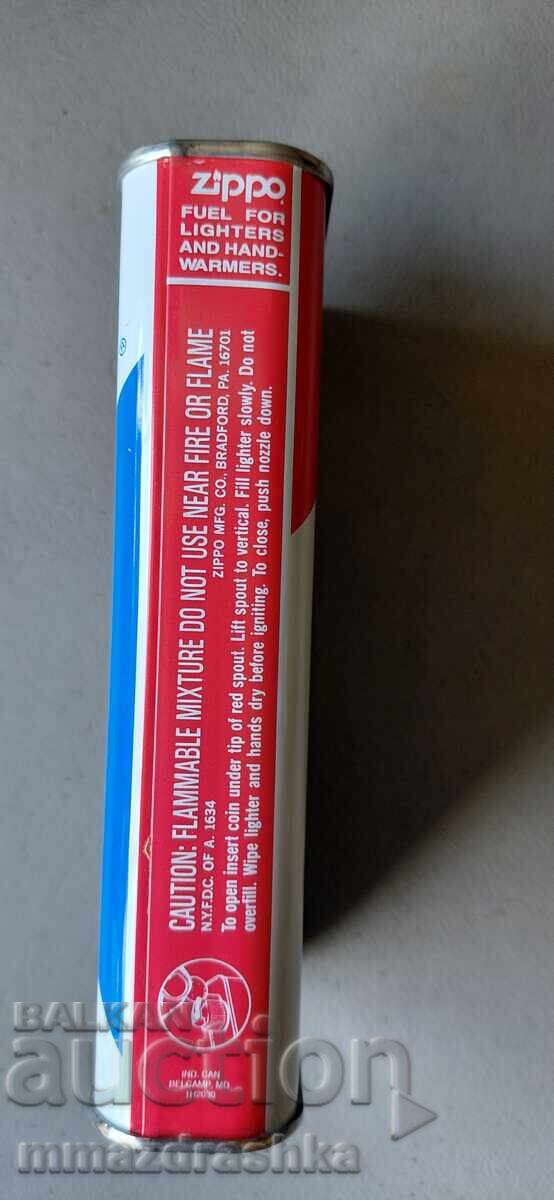 Zippo
FUEL FOR
LIGHTERS
AND HAND-
WARMERS.
®
CAUTION: FLAMMABLE MIXTURE DO NOT USE NEAR FIRE OR FLAME
N.Y.F.D.C. OF A. 1634 ZIPPO MFG. CO., BRADFORD, PA. 16701
To open insert coin under tip of red spout. Lift spout to vertical. Fill lighter slowly. Do not
overfill. Wipe lighter and hands dry before igniting. To close, push nozzle down.
IND. CAN
BELCAMP, MD
BALKAN
auction
mmazdrashka